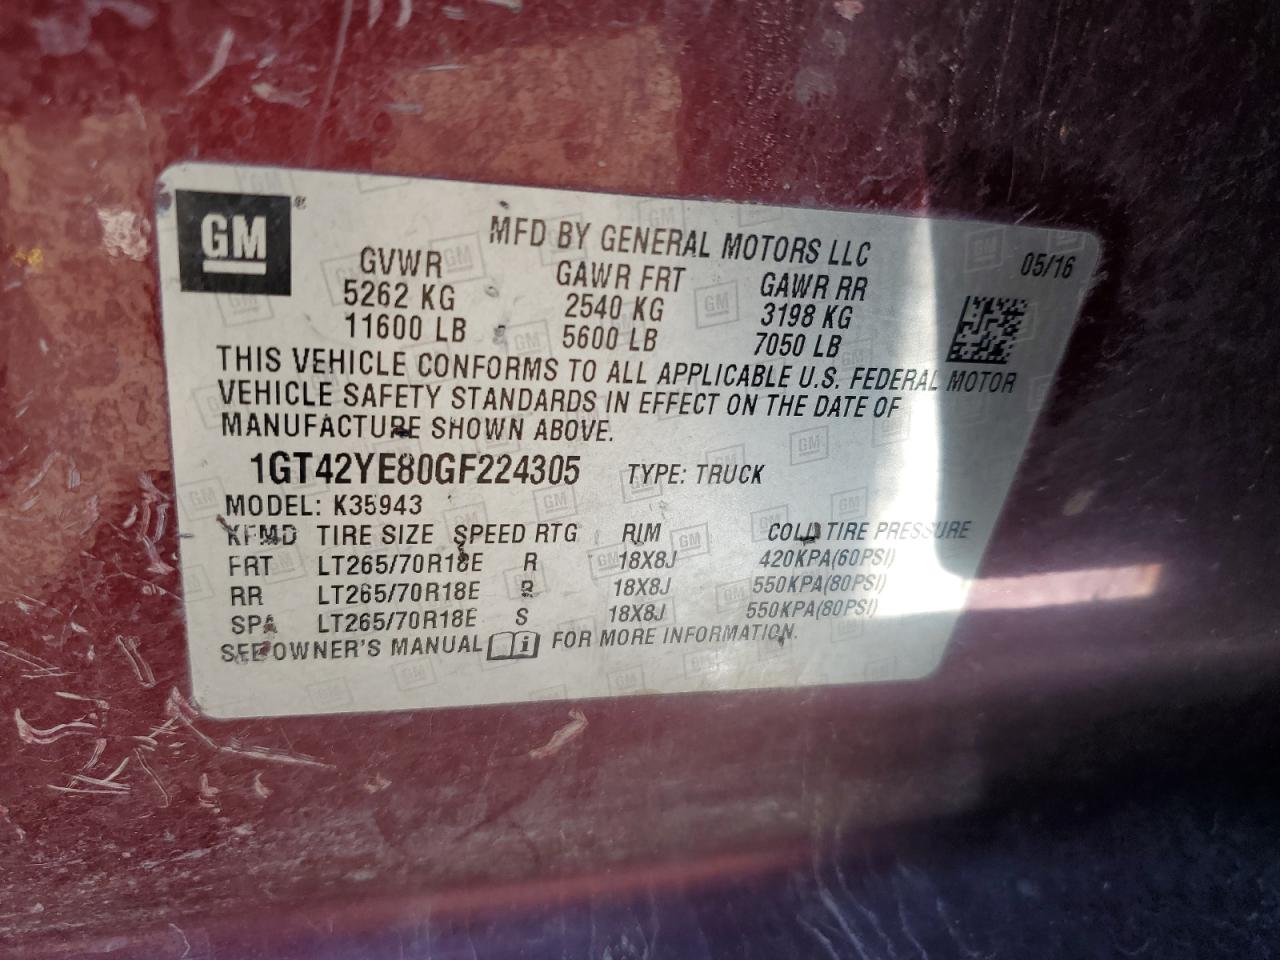 GM ®
MFD BY GENERAL MOTORS LLC 05/16
GVWR GAWR FRT GAWR RR
5262 KG 2540 KG 3198 KG
11600 LB 5600 LB 7050 LB
THIS VEHICLE CONFORMS TO ALL APPLICABLE U.S. FEDERAL MOTOR
VEHICLE SAFETY STANDARDS IN EFFECT ON THE DATE OF
MANUFACTURE SHOWN ABOVE.
1GT42YE80GF224305 TYPE: TRUCK
MODEL: K35943
KFMD TIRE SIZE SPEED RTG RIM COLD TIRE PRESSURE
FRT LT265/70R18E R 18X8J 420KPA(60PSI)
RR LT265/70R18E R 18X8J 550KPA(80PSI)
SPA LT265/70R18E S 18X8J 550KPA(80PSI)
SEE OWNER'S MANUAL i FOR MORE INFORMATION.